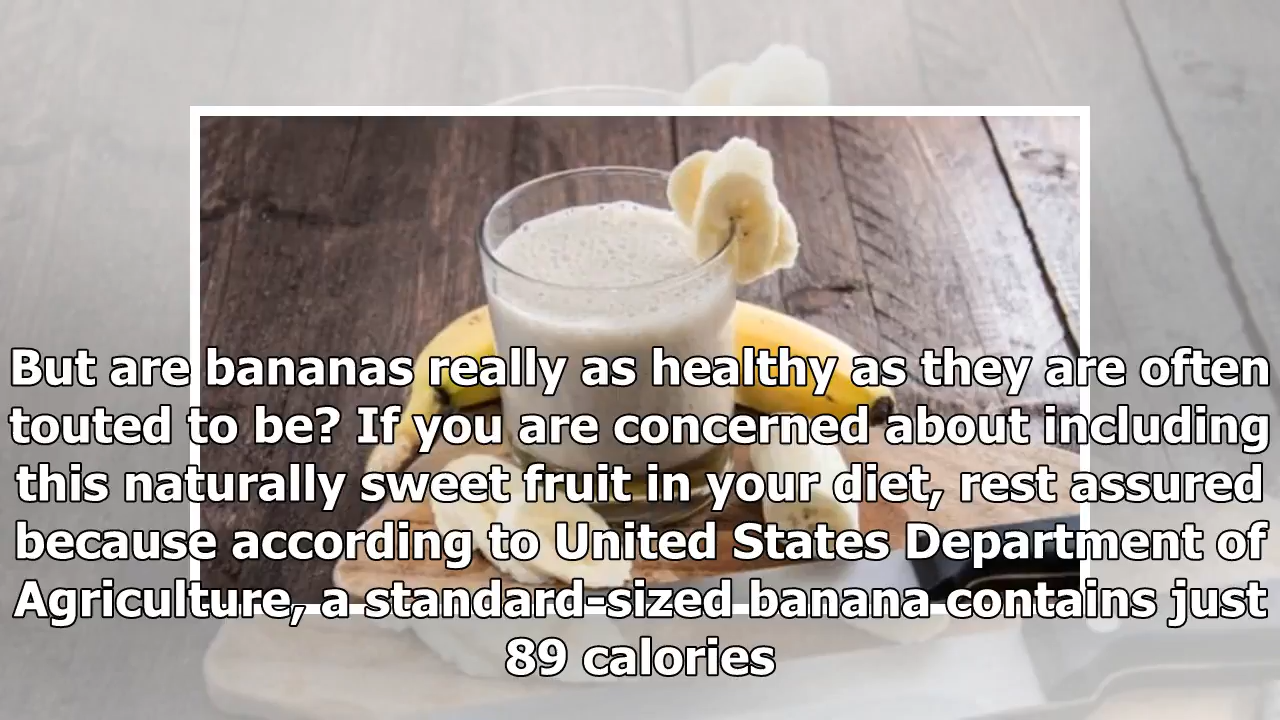 But are bananas really as healthy as they are often
touted to be? If you are concerned about including
this naturally sweet fruit in your diet, rest assured
because according to United States Department of
Agriculture, a standard-sized banana contains just
89 calories